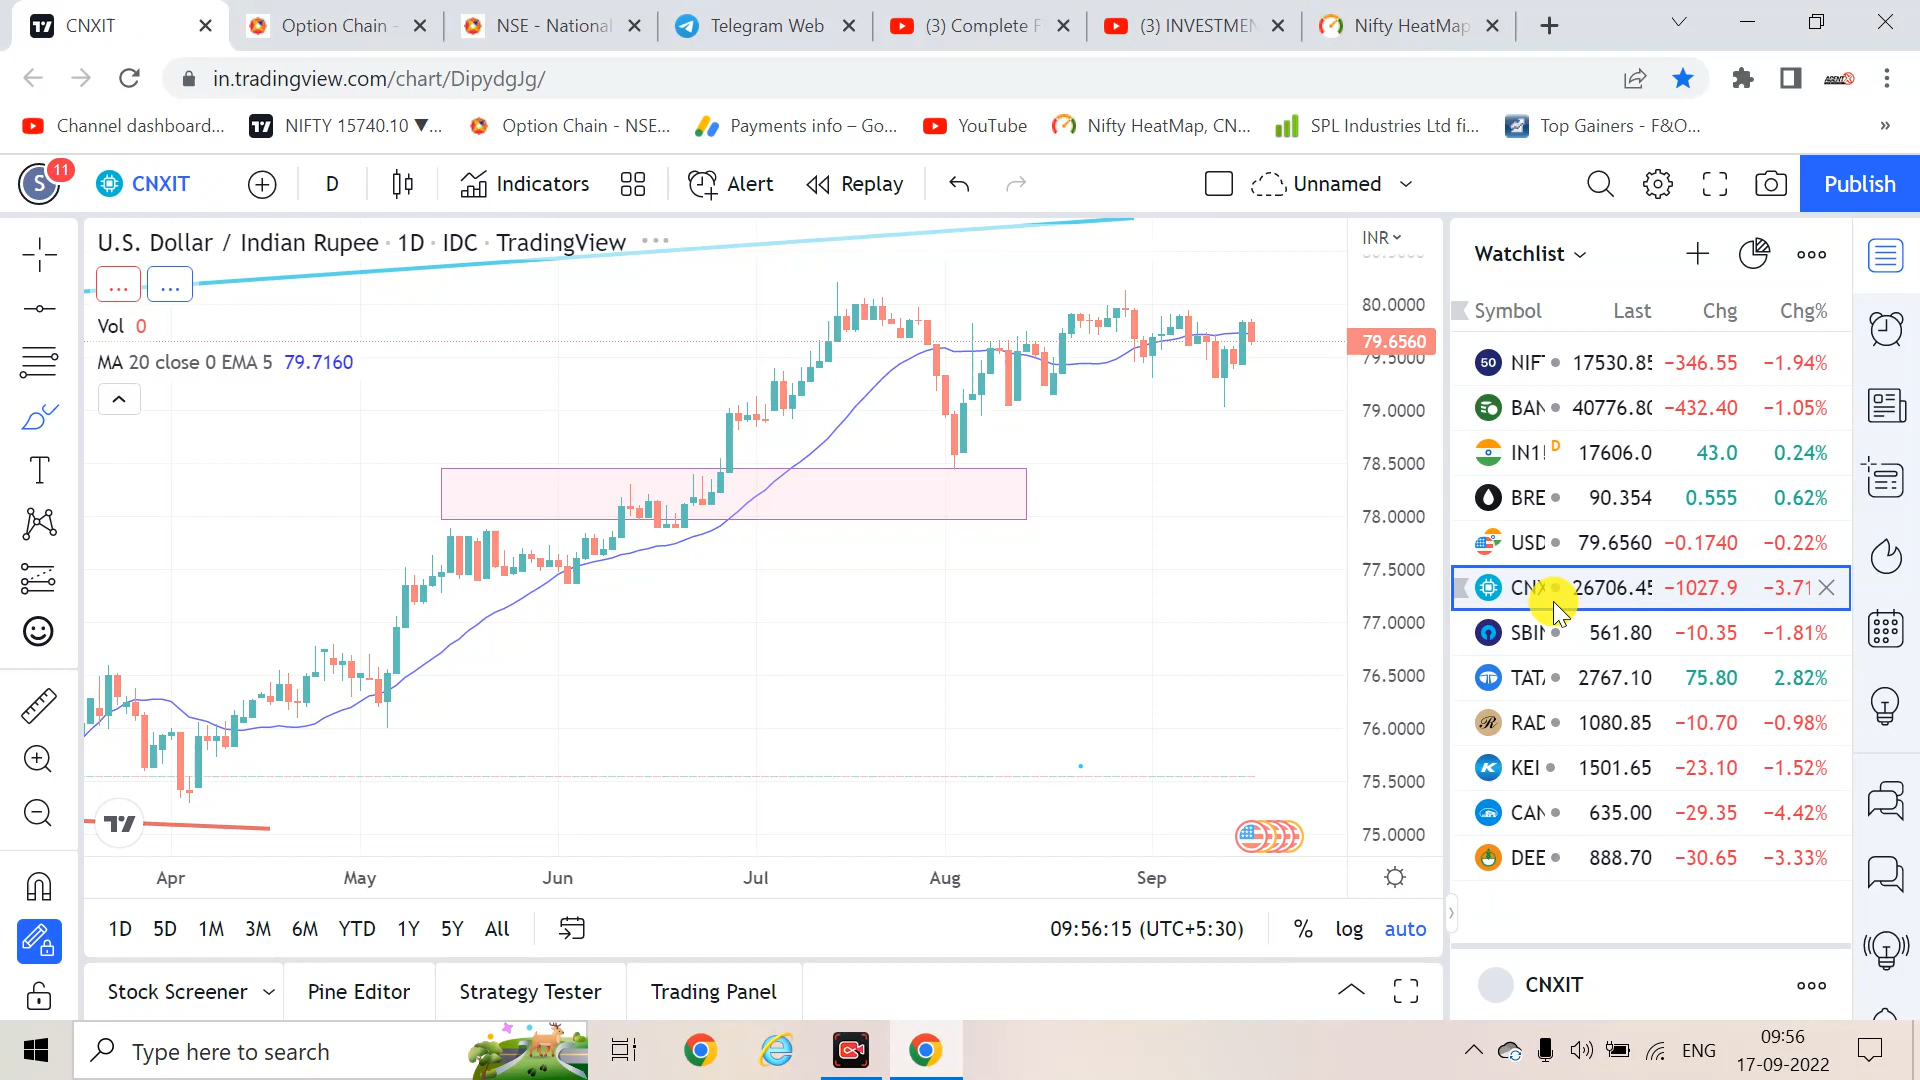 CNXIT
Option Chain -
NSE - National
Telegram Web
(3) Complete F
(3) INVESTMEN
Nifty HeatMap
in.tradingview.com/chart/DipydgJg/
Channel dashboard...
NIFTY 15740.10 ▼...
Option Chain - NSE...
Payments info – Go...
YouTube
Nifty HeatMap, CN...
SPL Industries Ltd fi...
Top Gainers - F&O...
S 11
CNXIT
D
Indicators
Alert
Replay
Unnamed
Publish
U.S. Dollar / Indian Rupee · 1D · IDC · TradingView
Vol 0
MA 20 close 0 EMA 5 79.7160
INR
80.0000
79.6560
79.5000
79.0000
78.5000
78.0000
77.5000
77.0000
76.5000
76.0000
75.5000
75.0000
Apr May Jun Jul Aug Sep
1D 5D 1M 3M 6M YTD 1Y 5Y All
09:56:15 (UTC+5:30) % log auto
Stock Screener Pine Editor Strategy Tester Trading Panel
Watchlist
Symbol Last Chg Chg%
50 NIF 17530.85 −346.55 −1.94%
BAN 40776.80 −432.40 −1.05%
IN1! D 17606.0 43.0 0.24%
BRE 90.354 0.555 0.62%
USD 79.6560 −0.1740 −0.22%
CNX 26706.45 −1027.9 −3.71
SBIN 561.80 −10.35 −1.81%
TATA 2767.10 75.80 2.82%
RAD 1080.85 −10.70 −0.98%
KEI 1501.65 −23.10 −1.52%
CAN 635.00 −29.35 −4.42%
DEE 888.70 −30.65 −3.33%
CNXIT
Type here to search
ENG
09:56
17-09-2022